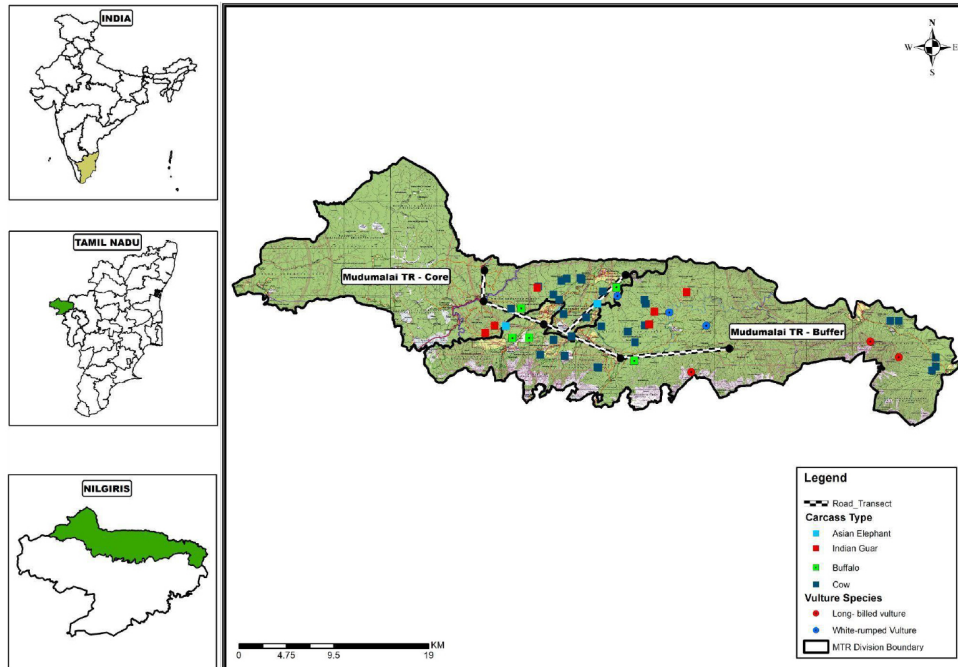 INDIA
TAMIL NADU
NILGIRIS
N
W E
S
Mudumalai TR - Core
Mudumalai TR - Buffer
Legend
Road_Transect
Carcass Type
Asian Elephant
Indian Guar
Buffalo
Cow
Vulture Species
Long- billed vulture
White-rumped Vulture
MTR Division Boundary
KM
0 4.75 9.5 19